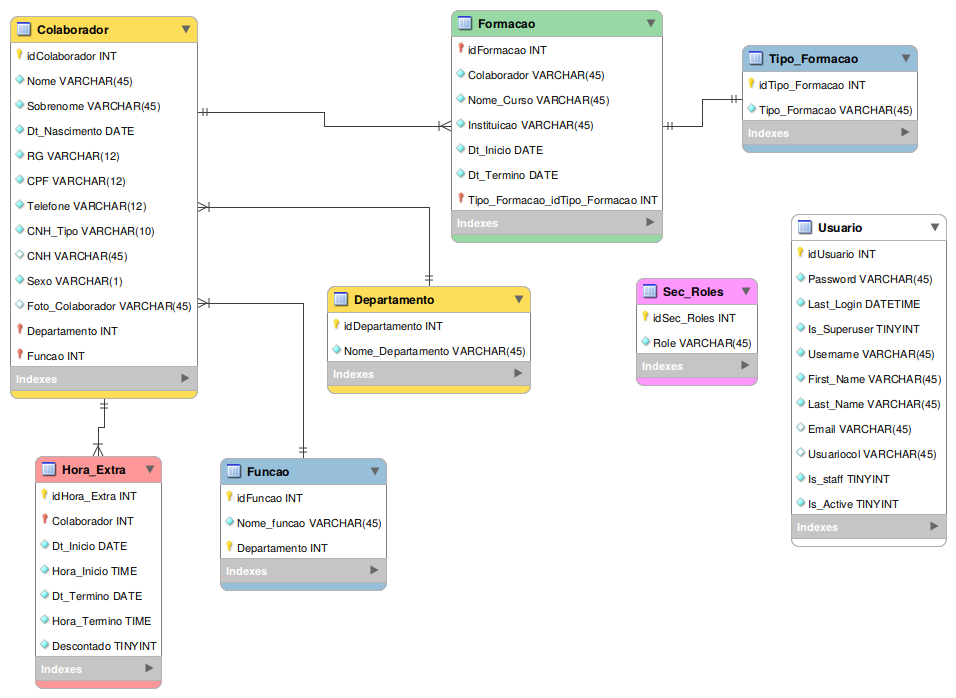 Colaborador
idColaborador INT
Nome VARCHAR(45)
Sobrenome VARCHAR(45)
Dt_Nascimento DATE
RG VARCHAR(12)
CPF VARCHAR(12)
Telefone VARCHAR(12)
CNH_Tipo VARCHAR(10)
CNH VARCHAR(45)
Sexo VARCHAR(1)
Foto_Colaborador VARCHAR(45)
Departamento INT
Funcao INT
Indexes
Formacao
idFormacao INT
Colaborador VARCHAR(45)
Nome_Curso VARCHAR(45)
Instituicao VARCHAR(45)
Dt_Inicio DATE
Dt_Termino DATE
Tipo_Formacao_idTipo_Formacao INT
Indexes
Tipo_Formacao
idTipo_Formacao INT
Tipo_Formacao VARCHAR(45)
Indexes
Departamento
idDepartamento INT
Nome_Departamento VARCHAR(45)
Indexes
Sec_Roles
idSec_Roles INT
Role VARCHAR(45)
Indexes
Usuario
idUsuario INT
Password VARCHAR(45)
Last_Login DATETIME
Is_Superuser TINYINT
Username VARCHAR(45)
First_Name VARCHAR(45)
Last_Name VARCHAR(45)
Email VARCHAR(45)
Usuariocol VARCHAR(45)
Is_staff TINYINT
Is_Active TINYINT
Indexes
Hora_Extra
idHora_Extra INT
Colaborador INT
Dt_Inicio DATE
Hora_Inicio TIME
Dt_Termino DATE
Hora_Termino TIME
Descontado TINYINT
Indexes
Funcao
idFuncao INT
Nome_funcao VARCHAR(45)
Departamento INT
Indexes